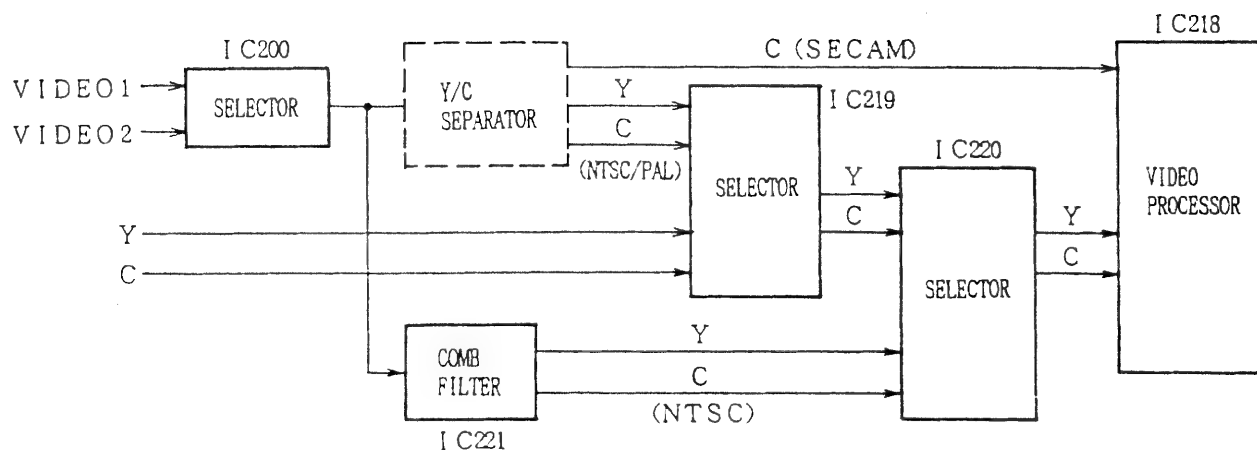 IC200
VIDEO1
VIDEO2
SELECTOR
Y/C
SEPARATOR
C (SECAM)
Y
C
(NTSC/PAL)
IC219
SELECTOR
Y
C
Y
C
IC220
SELECTOR
Y
C
IC218
VIDEO
PROCESSOR
COMB
FILTER
IC221
Y
C
(NTSC)